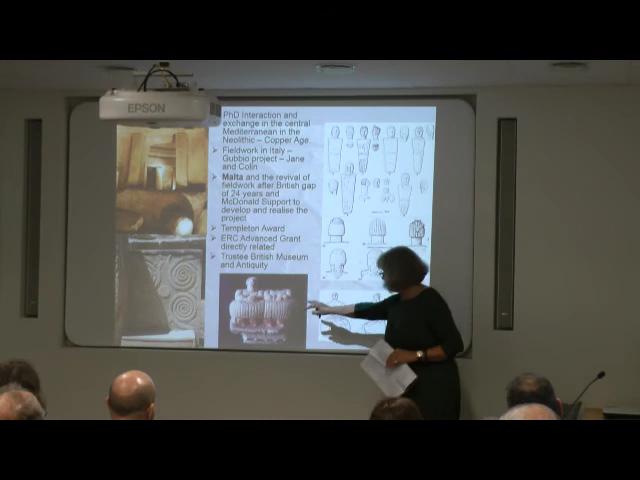 EPSON
PhD Interaction and
exchange in the central
Mediterranean in the
Neolithic – Copper Age.
➢ Fieldwork in Italy –
Gubbio project – Jane
and Colin
➢ Malta and the revival of
fieldwork after British gap
of 24 years and
McDonald Support to
develop and realise the
project
➢ Templeton Award
➢ ERC Advanced Grant
directly related
➢ Trustee British Museum
and Antiquity